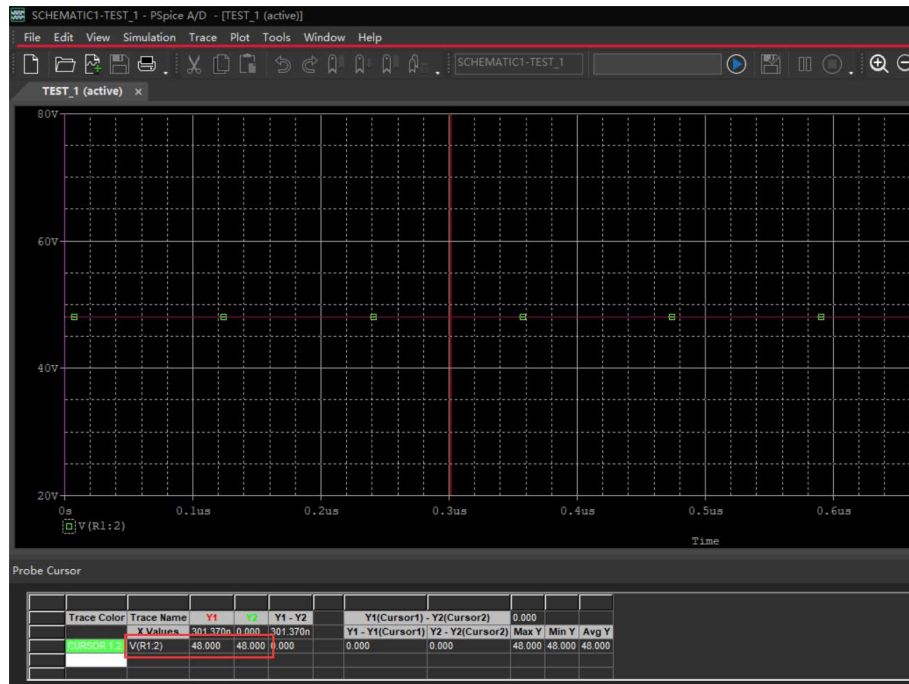 SCHEMATIC1-TEST_1 - PSpice A/D - [TEST_1 (active)]
File Edit View Simulation Trace Plot Tools Window Help
SCHEMATIC1-TEST_1
TEST_1 (active) ×
80V
60V
40V
20V
0s 0.1us 0.2us 0.3us 0.4us 0.5us 0.6us
V(R1:2)
Time
Probe Cursor
Trace Color Trace Name Y1 Y2 Y1 - Y2 Y1(Cursor1) - Y2(Cursor2) 0.000
X Values 301.370n 0.000 301.370n Y1 - Y1(Cursor1) Y2 - Y2(Cursor2) Max Y Min Y Avg Y
CURSOR 1,2 V(R1:2) 48.000 48.000 0.000 0.000 0.000 48.000 48.000 48.000